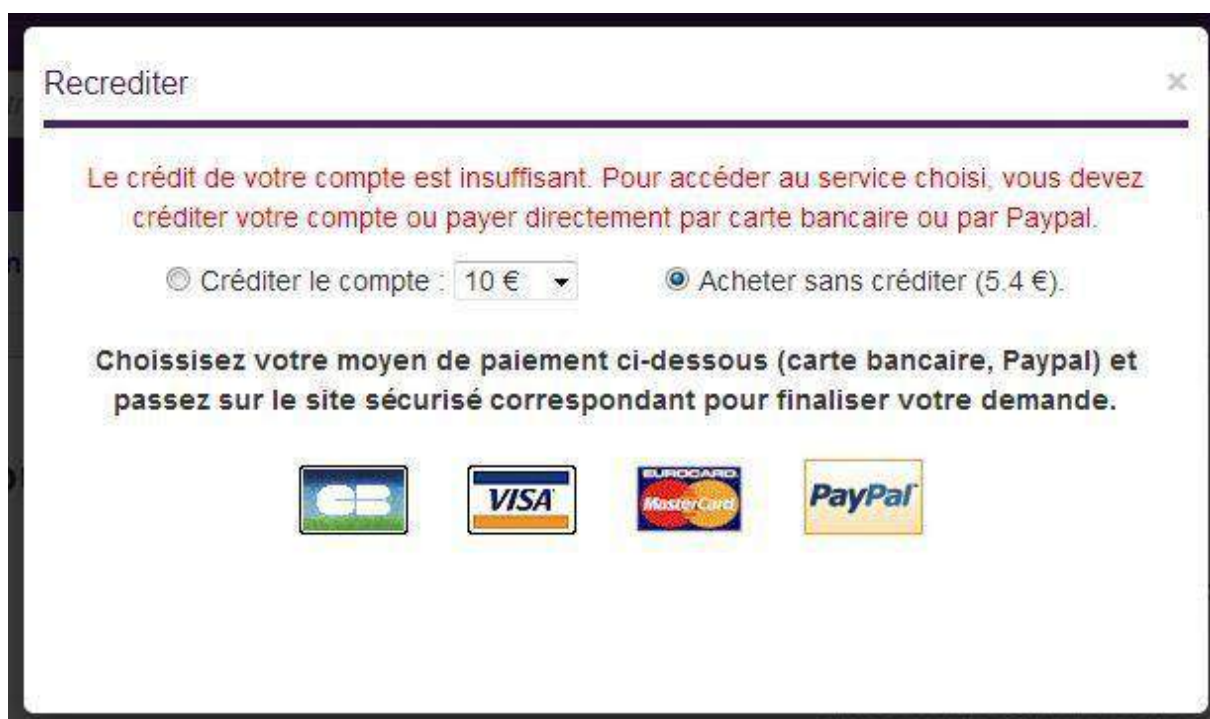 Recrediter ×
Le crédit de votre compte est insuffisant. Pour accéder au service choisi, vous devez
créditer votre compte ou payer directement par carte bancaire ou par Paypal.
Créditer le compte : 10 € Acheter sans créditer (5.4 €).
Choissisez votre moyen de paiement ci-dessous (carte bancaire, Paypal) et
passez sur le site sécurisé correspondant pour finaliser votre demande.
CB VISA EUROCARD MasterCard PayPal